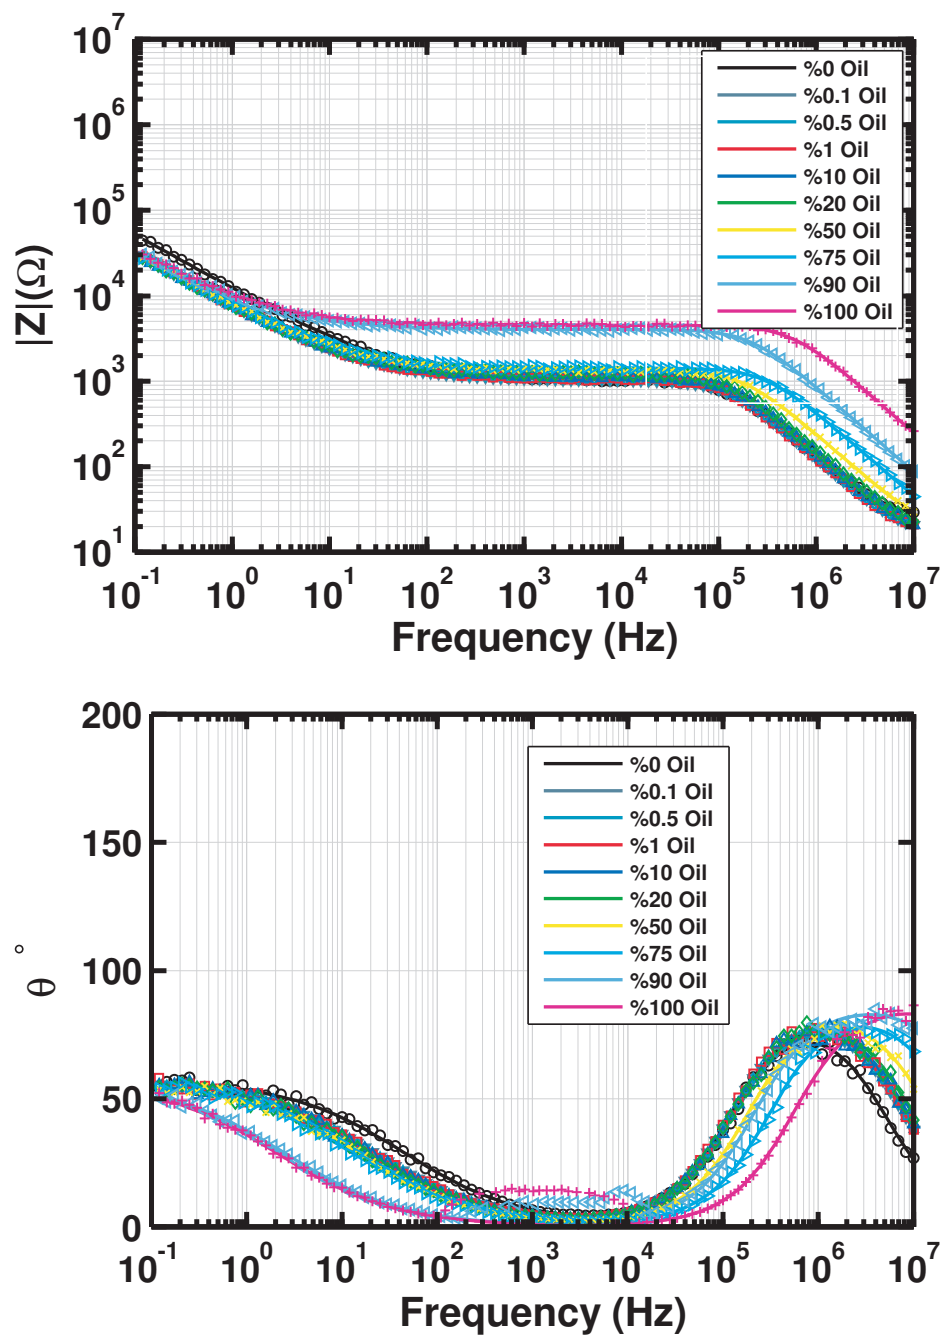 10^7
10^6
10^5
10^4
10^3
10^2
10^1
|Z|(Ω)
%0 Oil
%0.1 Oil
%0.5 Oil
%1 Oil
%10 Oil
%20 Oil
%50 Oil
%75 Oil
%90 Oil
%100 Oil
10^-1 10^0 10^1 10^2 10^3 10^4 10^5 10^6 10^7
Frequency (Hz)
200
150
100
50
0
θ °
%0 Oil
%0.1 Oil
%0.5 Oil
%1 Oil
%10 Oil
%20 Oil
%50 Oil
%75 Oil
%90 Oil
%100 Oil
10^-1 10^0 10^1 10^2 10^3 10^4 10^5 10^6 10^7
Frequency (Hz)